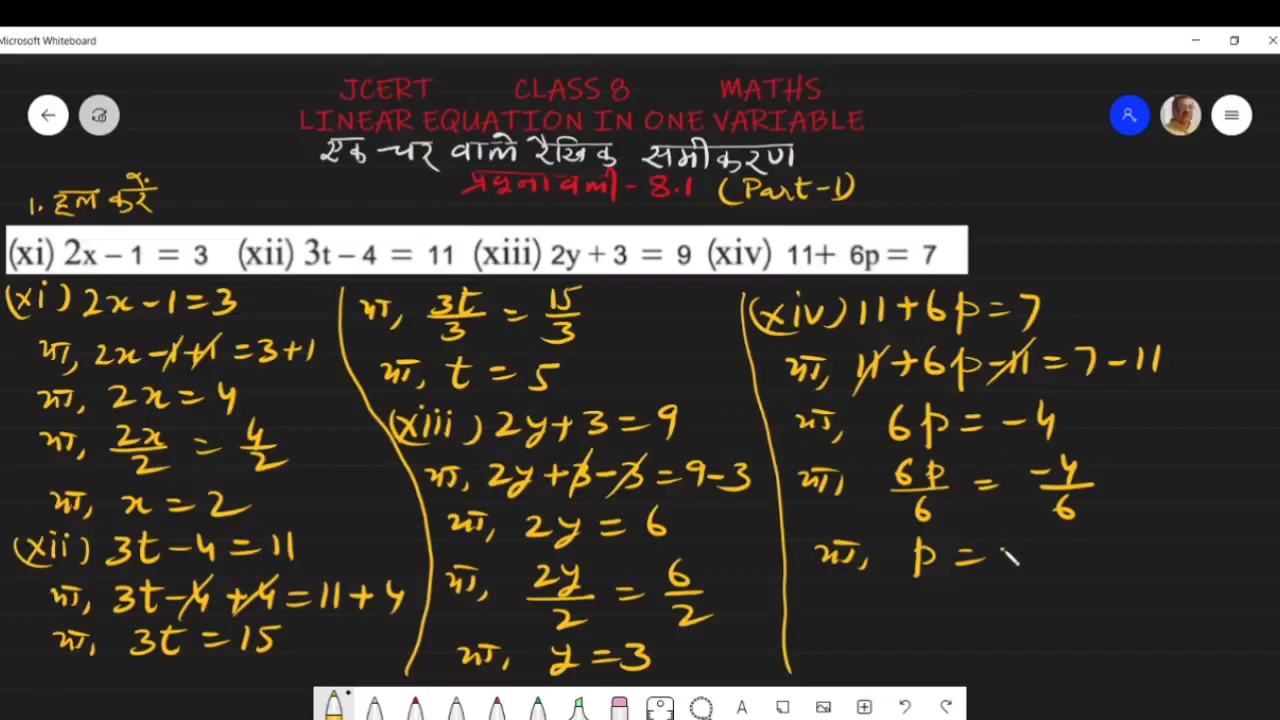 Microsoft Whiteboard
JCERT CLASS 8 MATHS
LINEAR EQUATION IN ONE VARIABLE
एक चर वाले रैखिक समीकरण
प्रश्नावली - 8.1 (Part-1)
1. हल करें
(xi) 2x – 1 = 3 (xii) 3t – 4 = 11 (xiii) 2y + 3 = 9 (xiv) 11+ 6p = 7
(xi) 2x-1=3
या, 2x-1+1=3+1
या, 2x=4
या, 2x/2 = 4/2
या, x=2
(xii) 3t-4=11
या, 3t-4+4=11+4
या, 3t=15
या, 3t/3 = 15/3
या, t=5
(xiii) 2y+3=9
या, 2y+3-3=9-3
या, 2y=6
या, 2y/2 = 6/2
या, y=3
(xiv) 11+6p=7
या, 11+6p-11=7-11
या, 6p=-4
या, 6p/6 = -4/6
या, p=
A